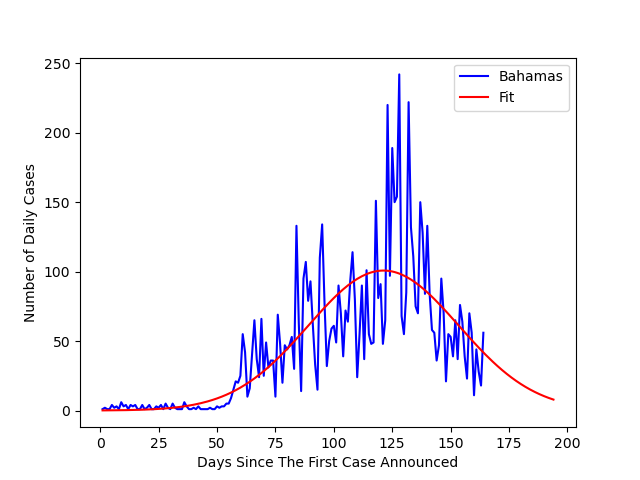 Bahamas
Fit
Number of Daily Cases
250
200
150
100
50
0
0 25 50 75 100 125 150 175 200
Days Since The First Case Announced